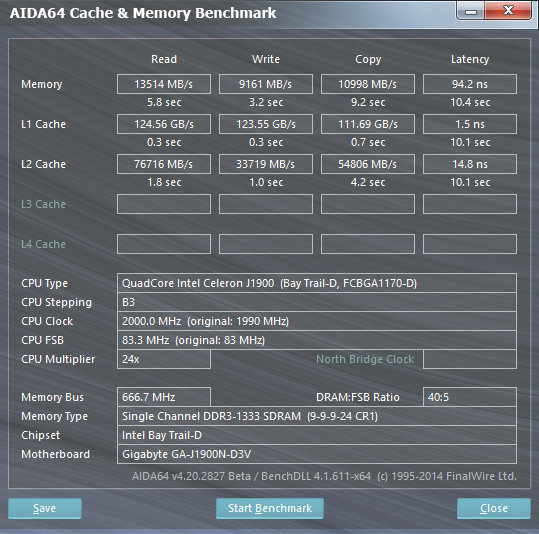 AIDA64 Cache & Memory Benchmark
Read Write Copy Latency
Memory 13514 MB/s 9161 MB/s 10998 MB/s 94.2 ns
5.8 sec 3.2 sec 9.2 sec 10.4 sec
L1 Cache 124.56 GB/s 123.55 GB/s 111.69 GB/s 1.5 ns
0.3 sec 0.3 sec 0.7 sec 10.1 sec
L2 Cache 76716 MB/s 33719 MB/s 54806 MB/s 14.8 ns
1.8 sec 1.0 sec 4.2 sec 10.1 sec
L3 Cache
L4 Cache
CPU Type QuadCore Intel Celeron J1900 (Bay Trail-D, FCBGA1170-D)
CPU Stepping B3
CPU Clock 2000.0 MHz (original: 1990 MHz)
CPU FSB 83.3 MHz (original: 83 MHz)
CPU Multiplier 24x North Bridge Clock
Memory Bus 666.7 MHz DRAM:FSB Ratio 40:5
Memory Type Single Channel DDR3-1333 SDRAM (9-9-9-24 CR1)
Chipset Intel Bay Trail-D
Motherboard Gigabyte GA-J1900N-D3V
AIDA64 v4.20.2827 Beta / BenchDLL 4.1.611-x64 (c) 1995-2014 FinalWire Ltd.
Save Start Benchmark Close